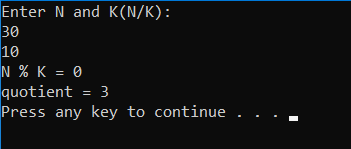 Enter N and K(N/K):
30
10
N % K = 0
quotient = 3
Press any key to continue . . .